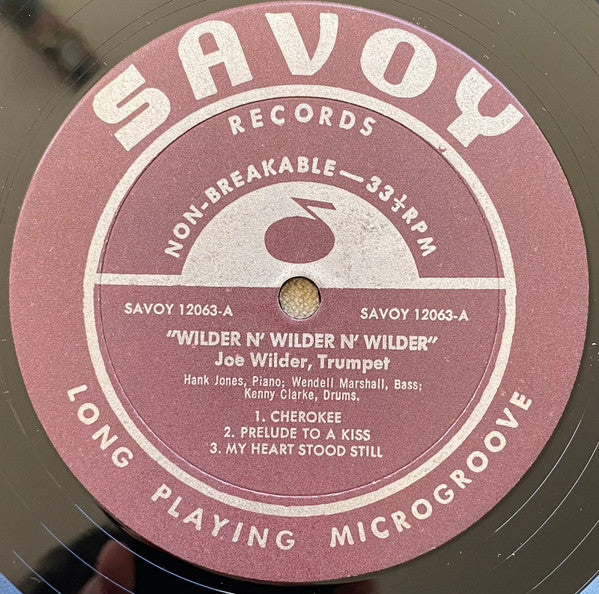 SAVOY
RECORDS
NON-BREAKABLE—33⅓RPM
SAVOY 12063-A
SAVOY 12063-A
"WILDER N' WILDER N' WILDER"
Joe Wilder, Trumpet
Hank Jones, Piano; Wendell Marshall, Bass;
Kenny Clarke, Drums.
1. CHEROKEE
2. PRELUDE TO A KISS
3. MY HEART STOOD STILL
LONG PLAYING MICROGROOVE